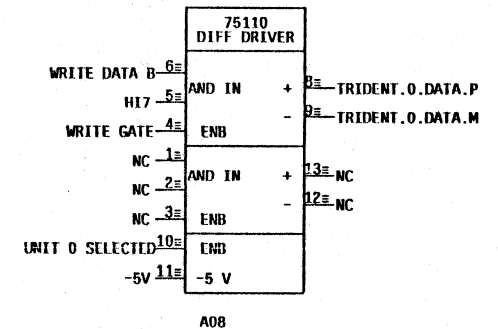 75110
DIFF DRIVER
WRITE DATA B 6 AND IN + 8 TRIDENT.0.DATA.P
HI7 5
- 9 TRIDENT.0.DATA.M
WRITE GATE 4 ENB
NC 1
AND IN + 13 NC
NC 2
- 12 NC
NC 3 ENB
UNIT 0 SELECTED 10 ENB
-5V 11 -5 V
A08